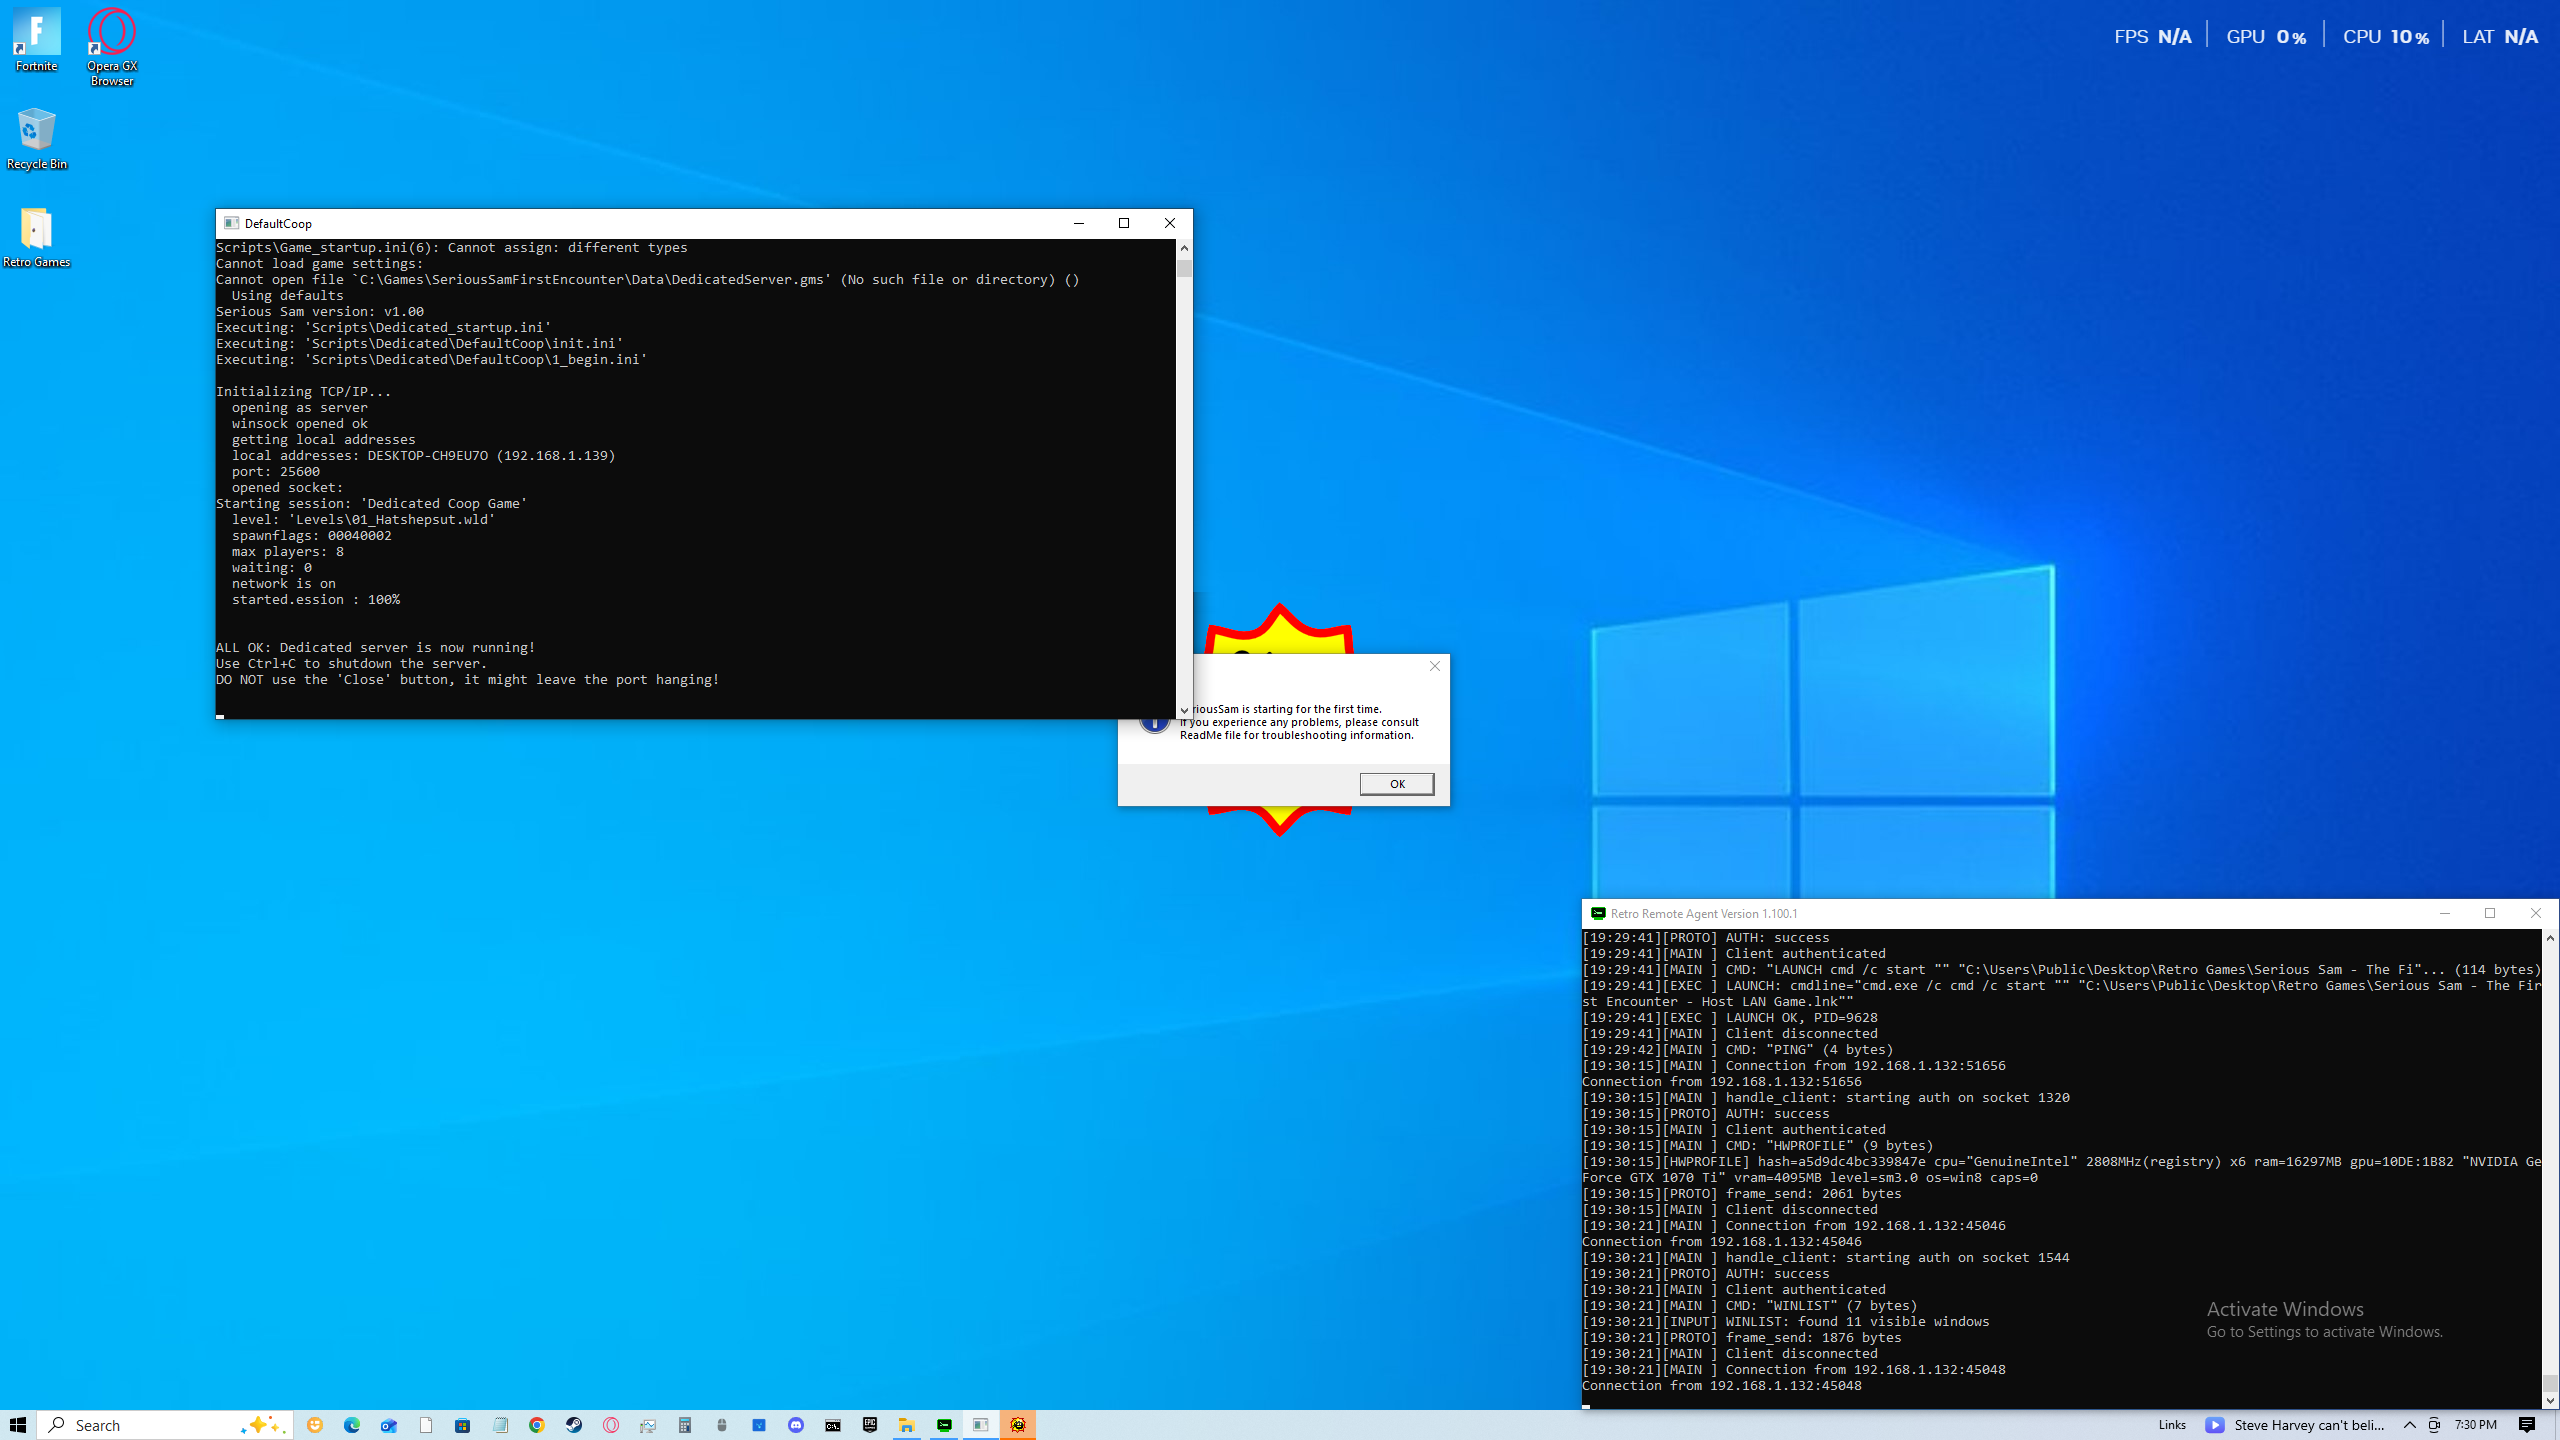 FPS N/A GPU 0% CPU 10% LAT N/A
Fortnite
Opera GX
Browser
Recycle Bin
Retro Games
DefaultCoop
Scripts\Game_startup.ini(6): Cannot assign: different types
Cannot load game settings:
Cannot open file `C:\Games\SeriousSamFirstEncounter\Data\DedicatedServer.gms' (No such file or directory) ()
Using defaults
Serious Sam version: v1.00
Executing: 'Scripts\Dedicated_startup.ini'
Executing: 'Scripts\Dedicated\DefaultCoop\init.ini'
Executing: 'Scripts\Dedicated\DefaultCoop\1_begin.ini'
Initializing TCP/IP...
opening as server
winsock opened ok
getting local addresses
local addresses: DESKTOP-CH9EU7O (192.168.1.139)
port: 25600
opened socket:
Starting session: 'Dedicated Coop Game'
level: 'Levels\01_Hatshepsut.wld'
spawnflags: 00040002
max players: 8
waiting: 0
network is on
started.ession : 100%
ALL OK: Dedicated server is now running!
Use Ctrl+C to shutdown the server.
DO NOT use the 'Close' button, it might leave the port hanging!
riousSam is starting for the first time.
If you experience any problems, please consult
ReadMe file for troubleshooting information.
OK
Retro Remote Agent Version 1.100.1
[19:29:41][PROTO] AUTH: success
[19:29:41][MAIN ] Client authenticated
[19:29:41][MAIN ] CMD: "LAUNCH cmd /c start "" "C:\Users\Public\Desktop\Retro Games\Serious Sam - The Fi"... (114 bytes)
[19:29:41][EXEC ] LAUNCH: cmdline="cmd.exe /c cmd /c start "" "C:\Users\Public\Desktop\Retro Games\Serious Sam - The Fir
st Encounter - Host LAN Game.lnk""
[19:29:41][EXEC ] LAUNCH OK, PID=9628
[19:29:41][MAIN ] Client disconnected
[19:29:42][MAIN ] CMD: "PING" (4 bytes)
[19:30:15][MAIN ] Connection from 192.168.1.132:51656
Connection from 192.168.1.132:51656
[19:30:15][MAIN ] handle_client: starting auth on socket 1320
[19:30:15][PROTO] AUTH: success
[19:30:15][MAIN ] Client authenticated
[19:30:15][MAIN ] CMD: "HWPROFILE" (9 bytes)
[19:30:15][HWPROFILE] hash=a5d9dc4bc339847e cpu="GenuineIntel" 2808MHz(registry) x6 ram=16297MB gpu=10DE:1B82 "NVIDIA Ge
Force GTX 1070 Ti" vram=4095MB level=sm3.0 os=win8 caps=0
[19:30:15][PROTO] frame_send: 2061 bytes
[19:30:15][MAIN ] Client disconnected
[19:30:21][MAIN ] Connection from 192.168.1.132:45046
Connection from 192.168.1.132:45046
[19:30:21][MAIN ] handle_client: starting auth on socket 1544
[19:30:21][PROTO] AUTH: success
[19:30:21][MAIN ] Client authenticated
[19:30:21][MAIN ] CMD: "WINLIST" (7 bytes)
[19:30:21][INPUT] WINLIST: found 11 visible windows
[19:30:21][PROTO] frame_send: 1876 bytes
[19:30:21][MAIN ] Client disconnected
[19:30:21][MAIN ] Connection from 192.168.1.132:45048
Connection from 192.168.1.132:45048
Activate Windows
Go to Settings to activate Windows.
Search
Links
Steve Harvey can't beli...
7:30 PM